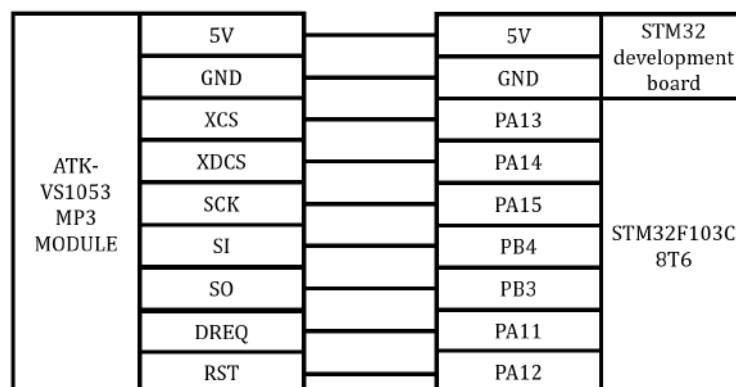 5V 5V STM32
development
board
GND GND
XCS PA13
XDCS PA14
ATK-
VS1053
MP3
MODULE
SCK PA15
SI PB4
STM32F103C
8T6
SO PB3
DREQ PA11
RST PA12